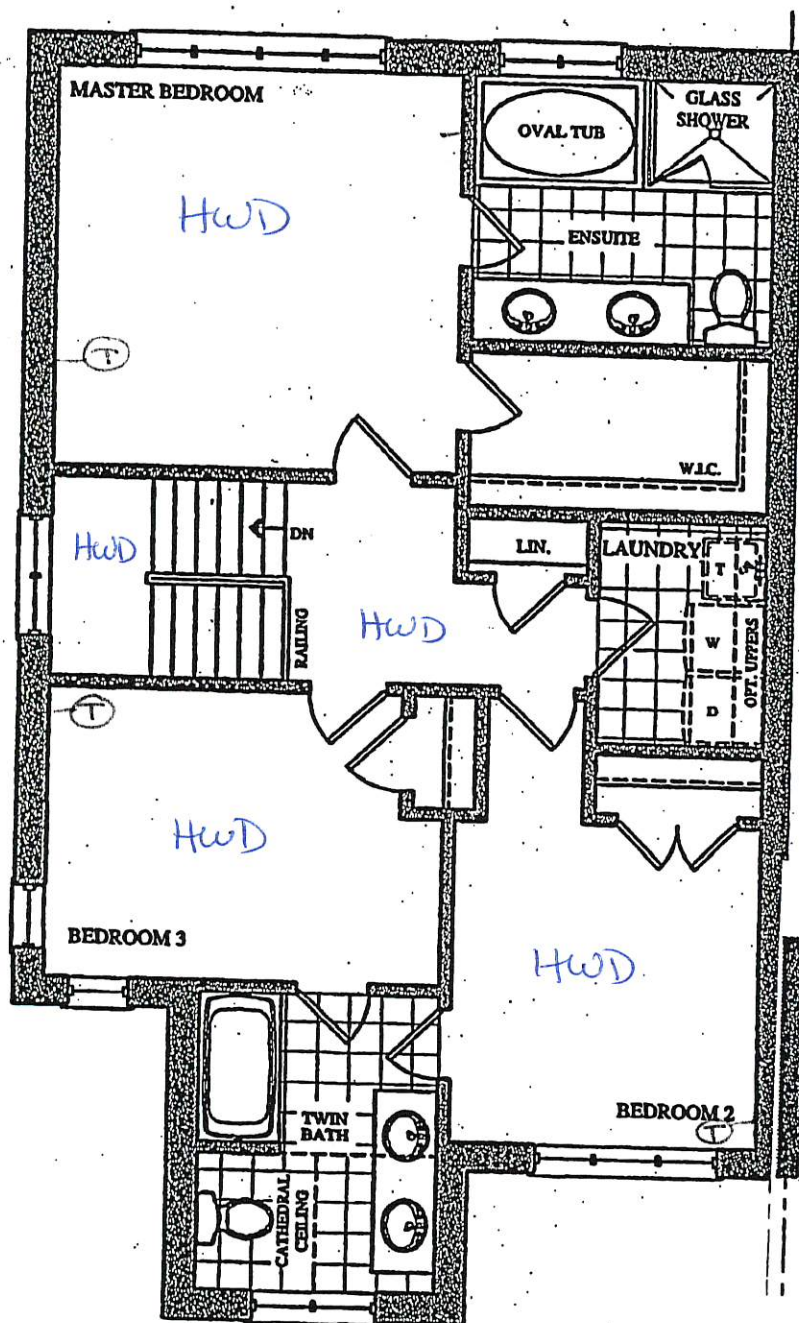 MASTER BEDROOM
GLASS
SHOWER
OVAL TUB
HWD
ENSUITE
T
W.I.C.
DN
HWD
LIN.
LAUNDRY
T
RAILING
HWD
W
OPT. UPPERS
D
T
HWD
BEDROOM 3
HWD
BEDROOM 2
T
TWIN
BATH
CATHEDRAL
CEILING